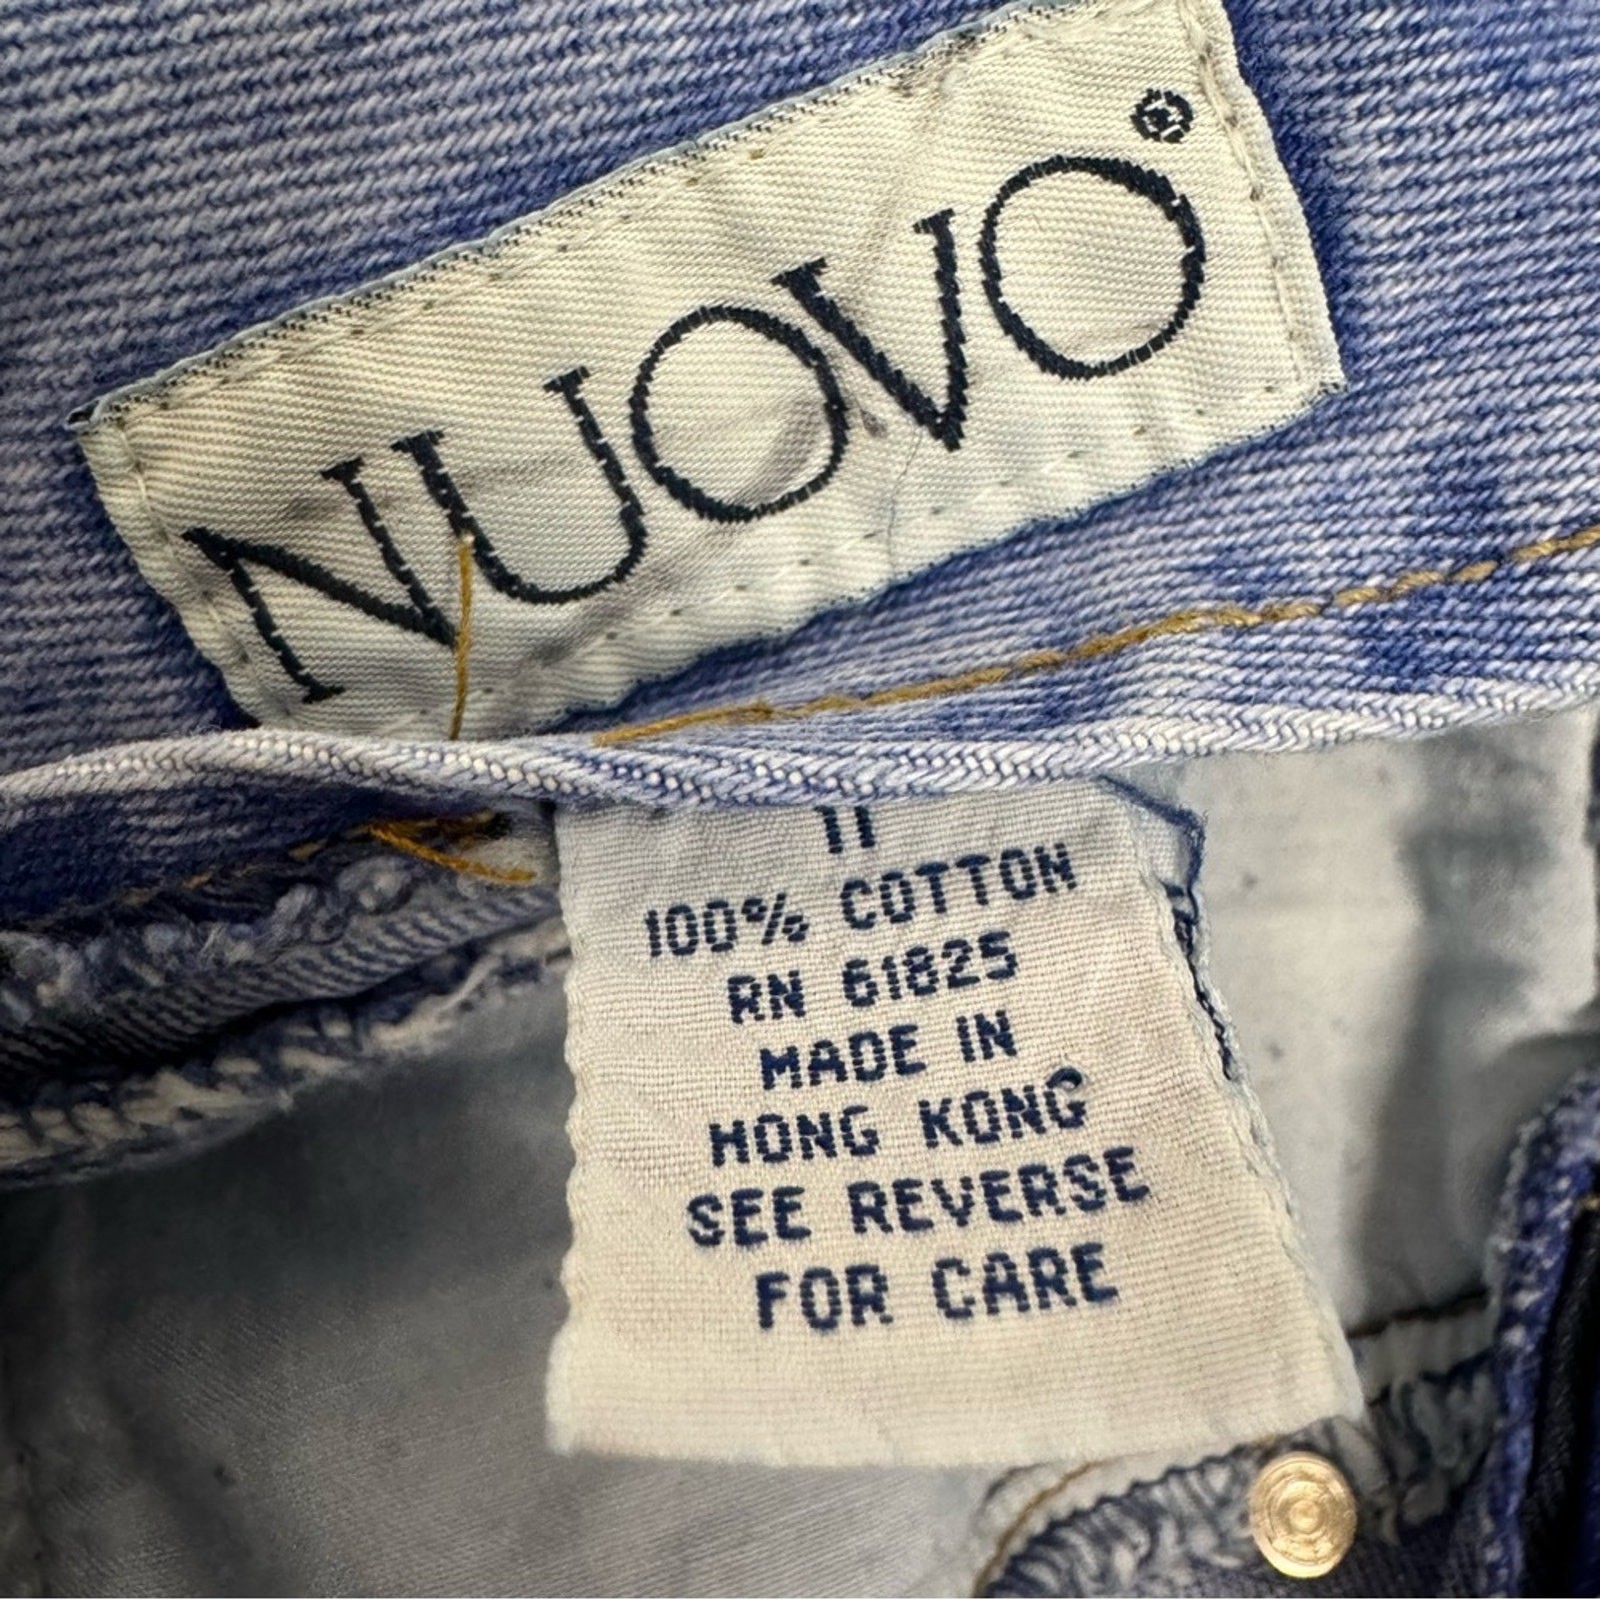 NUOVO®
11
100% COTTON
RN 61825
MADE IN
HONG KONG
SEE REVERSE
FOR CARE